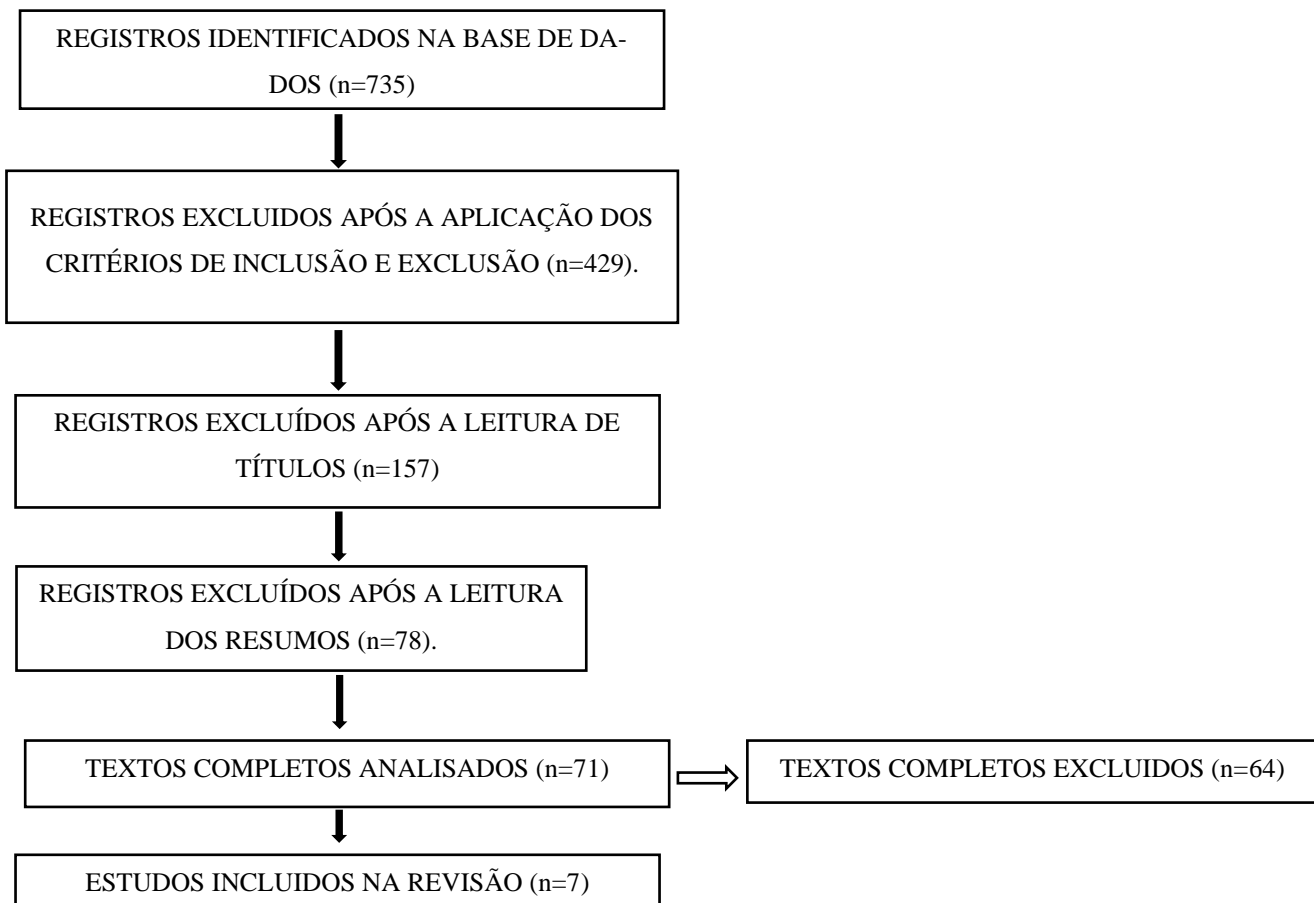 REGISTROS IDENTIFICADOS NA BASE DE DA-
DOS (n=735)
REGISTROS EXCLUIDOS APÓS A APLICAÇÃO DOS
CRITÉRIOS DE INCLUSÃO E EXCLUSÃO (n=429).
REGISTROS EXCLUÍDOS APÓS A LEITURA DE
TÍTULOS (n=157)
REGISTROS EXCLUÍDOS APÓS A LEITURA
DOS RESUMOS (n=78).
TEXTOS COMPLETOS ANALISADOS (n=71)
TEXTOS COMPLETOS EXCLUIDOS (n=64)
ESTUDOS INCLUIDOS NA REVISÃO (n=7)